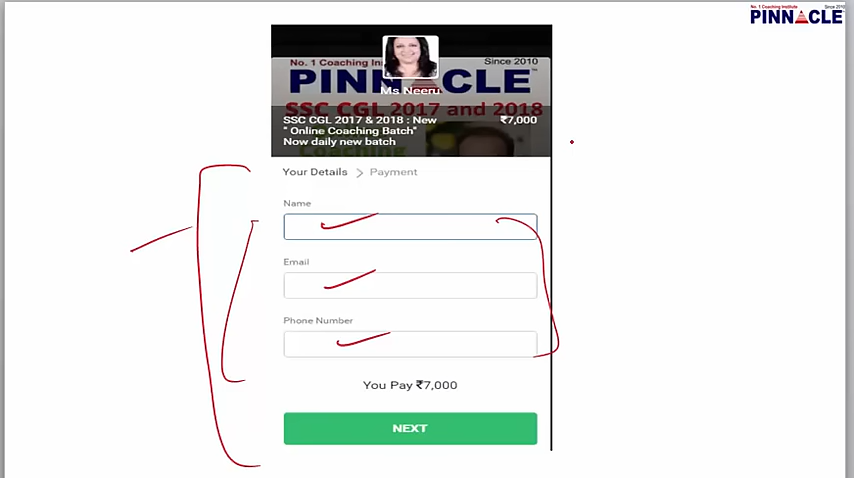 No. 1 Coaching Institute Since 2010
PINNACLE
No. 1 Coaching Ins Since 2010
PINNACLE™
Ms Neeru
SSC CGL 2017 and 2018
SSC CGL 2017 & 2018 : New ₹7,000
" Online Coaching Batch"
Now daily new batch
Coaching
Your Details > Payment
Name
Email
Phone Number
You Pay ₹7,000
NEXT